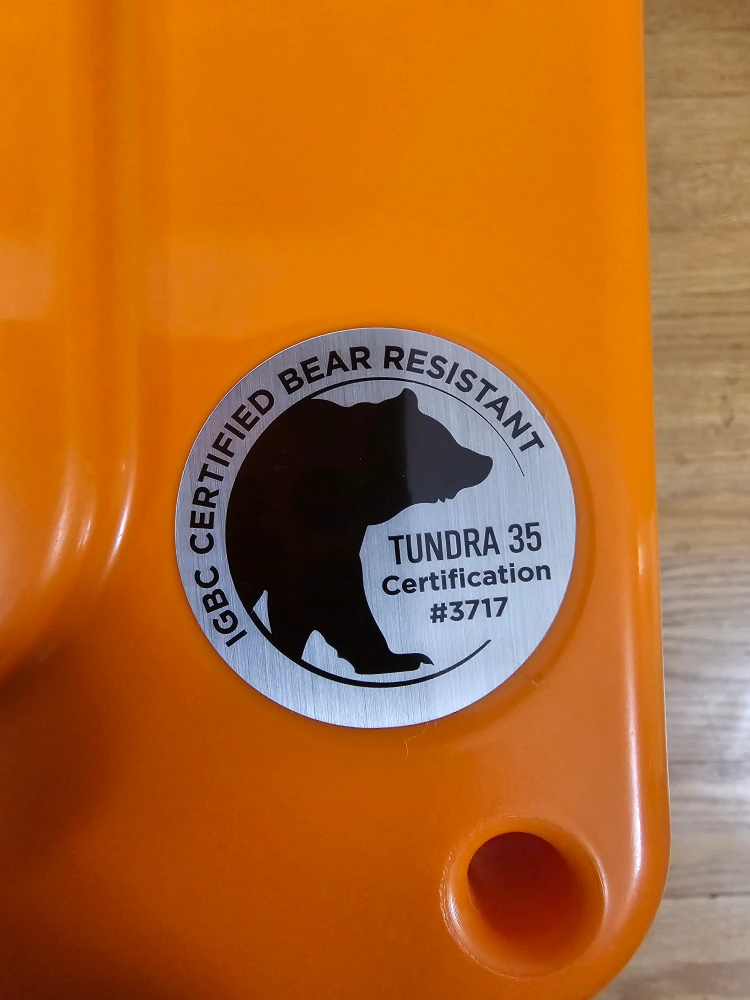 IGBC CERTIFIED BEAR RESISTANT
TUNDRA 35
Certification
#3717